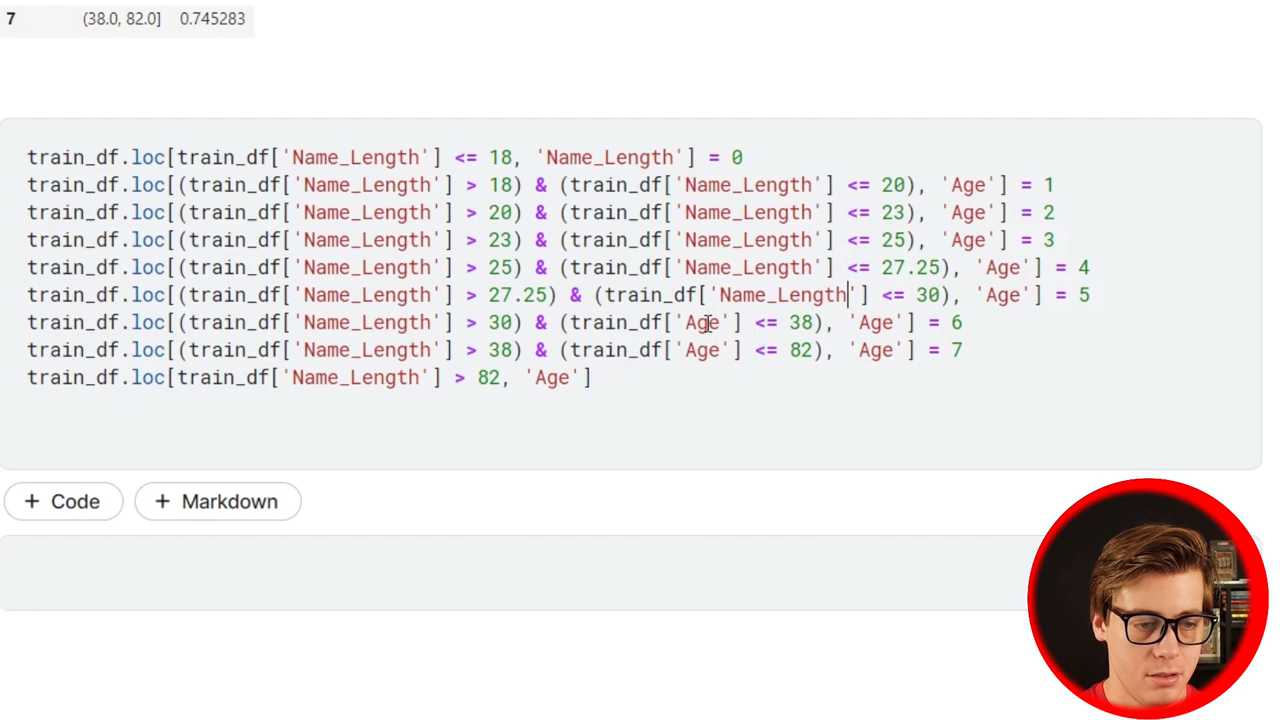 7 (38.0, 82.0] 0.745283
train_df.loc[train_df['Name_Length'] <= 18, 'Name_Length'] = 0
train_df.loc[(train_df['Name_Length'] > 18) & (train_df['Name_Length'] <= 20), 'Age'] = 1
train_df.loc[(train_df['Name_Length'] > 20) & (train_df['Name_Length'] <= 23), 'Age'] = 2
train_df.loc[(train_df['Name_Length'] > 23) & (train_df['Name_Length'] <= 25), 'Age'] = 3
train_df.loc[(train_df['Name_Length'] > 25) & (train_df['Name_Length'] <= 27.25), 'Age'] = 4
train_df.loc[(train_df['Name_Length'] > 27.25) & (train_df['Name_Length'] <= 30), 'Age'] = 5
train_df.loc[(train_df['Name_Length'] > 30) & (train_df['Age'] <= 38), 'Age'] = 6
train_df.loc[(train_df['Name_Length'] > 38) & (train_df['Age'] <= 82), 'Age'] = 7
train_df.loc[train_df['Name_Length'] > 82, 'Age']
+ Code + Markdown